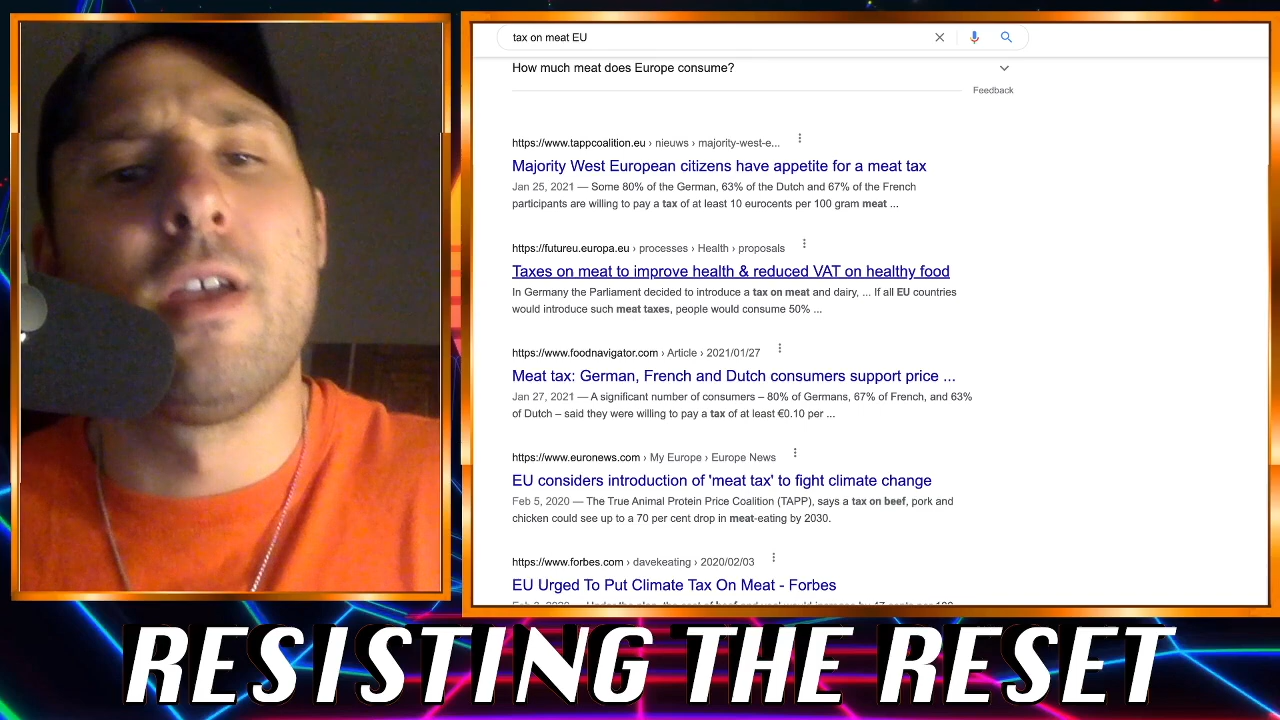 tax on meat EU
How much meat does Europe consume?
Feedback
https://www.tappcoalition.eu › nieuws › majority-west-e...
Majority West European citizens have appetite for a meat tax
Jan 25, 2021 — Some 80% of the German, 63% of the Dutch and 67% of the French
participants are willing to pay a tax of at least 10 eurocents per 100 gram meat ...
https://futureu.europa.eu › processes › Health › proposals
Taxes on meat to improve health & reduced VAT on healthy food
In Germany the Parliament decided to introduce a tax on meat and dairy, ... If all EU countries
would introduce such meat taxes, people would consume 50% ...
https://www.foodnavigator.com › Article › 2021/01/27
Meat tax: German, French and Dutch consumers support price ...
Jan 27, 2021 — A significant number of consumers – 80% of Germans, 67% of French, and 63%
of Dutch – said they were willing to pay a tax of at least €0.10 per ...
https://www.euronews.com › My Europe › Europe News
EU considers introduction of 'meat tax' to fight climate change
Feb 5, 2020 — The True Animal Protein Price Coalition (TAPP), says a tax on beef, pork and
chicken could see up to a 70 per cent drop in meat-eating by 2030.
https://www.forbes.com › davekeating › 2020/02/03
EU Urged To Put Climate Tax On Meat - Forbes
RESISTING THE RESET